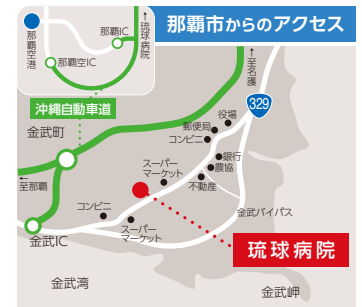 那覇市からのアクセス
那覇空港
那覇IC
那覇空IC
↑至琉球病院
沖縄自動車道
金武町
↑至名護
329
役場
郵便局
コンビニ
銀行
農協
不動産
スーパー
マーケット
←至那覇
コンビニ
スーパー
マーケット
金武バイパス
金武IC
琉球病院
金武湾
金武岬